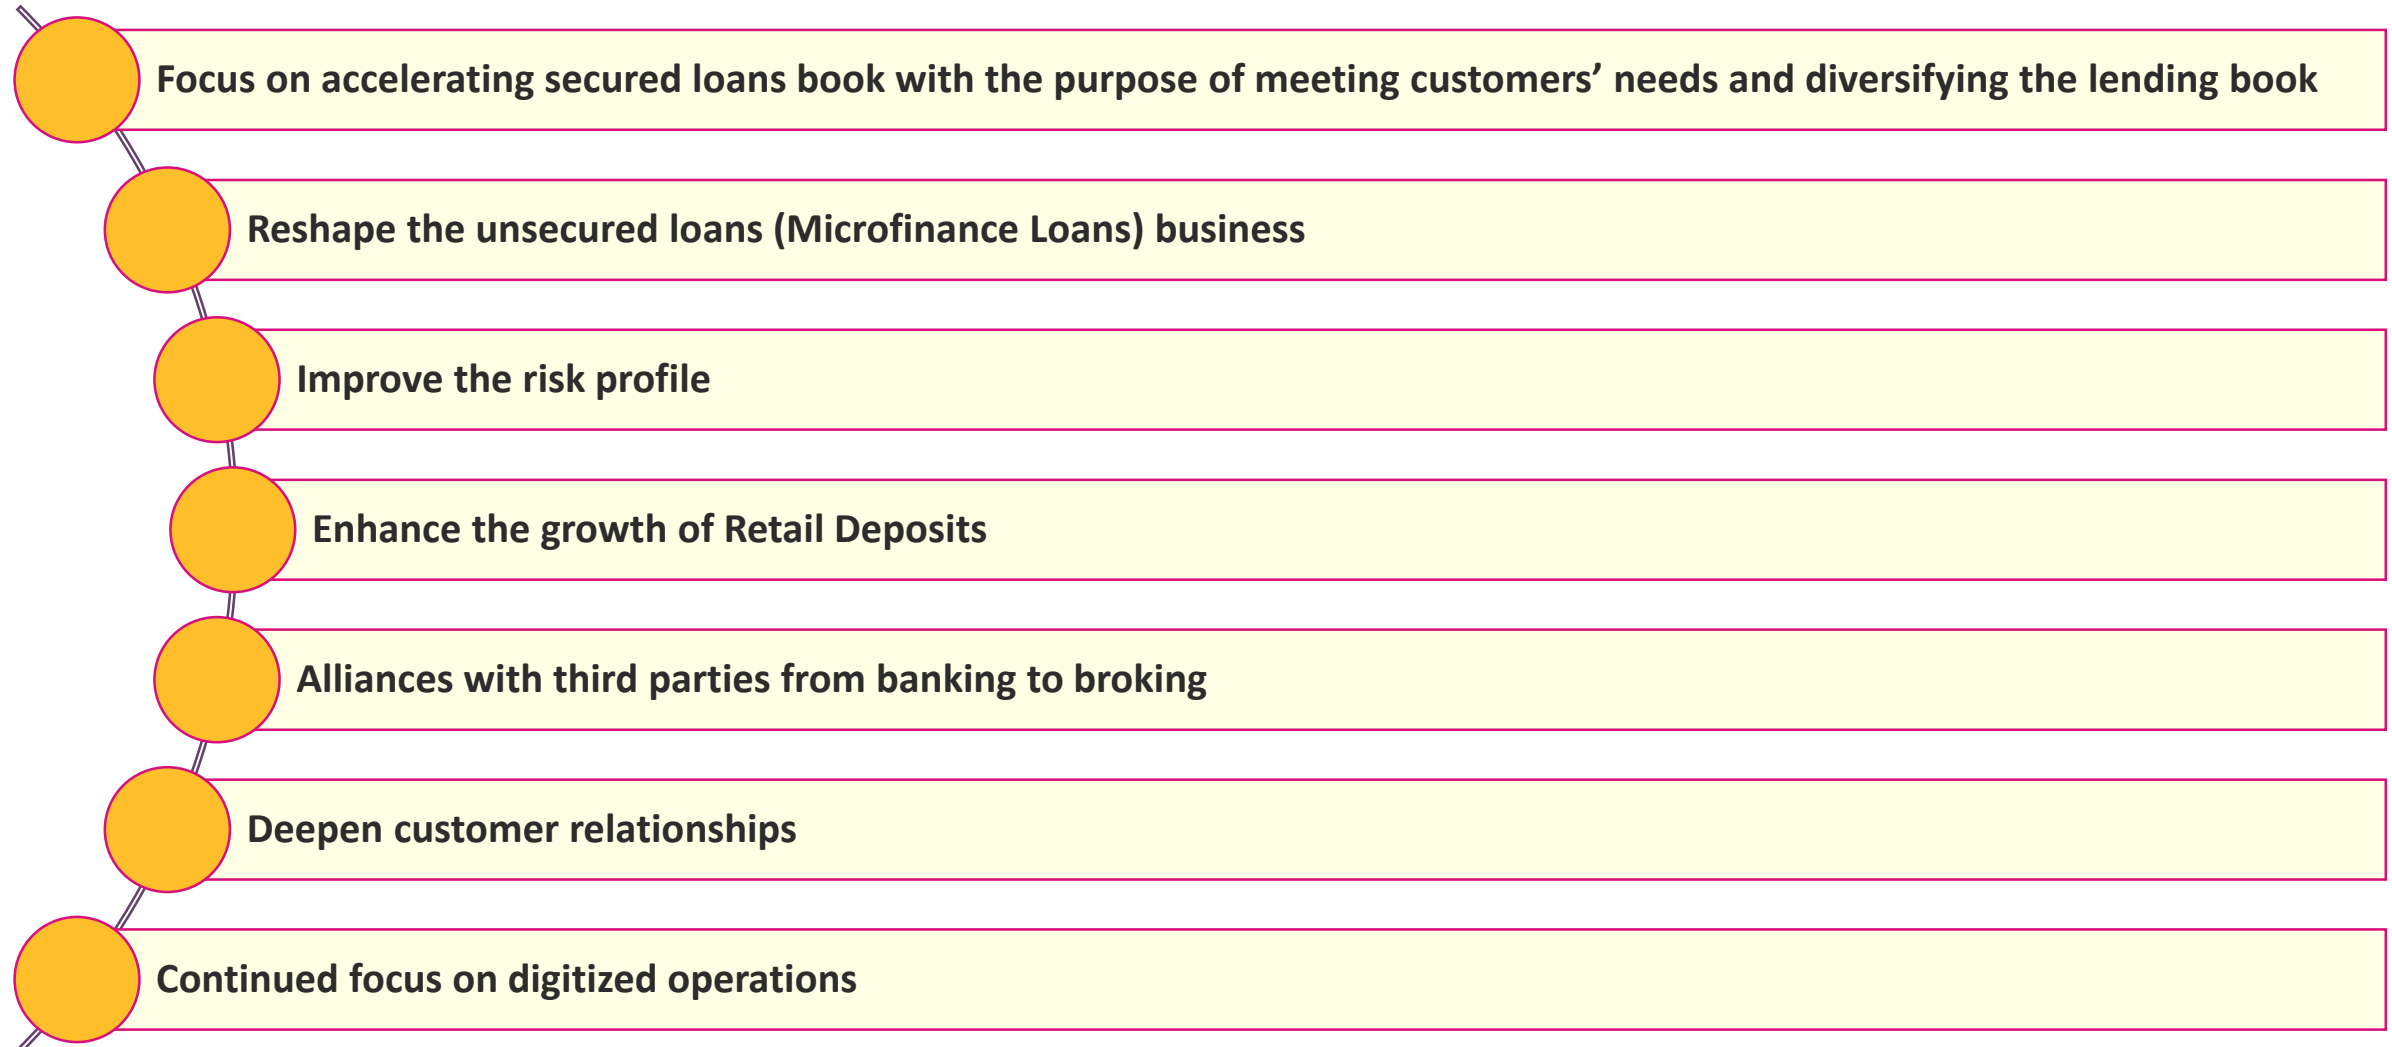 Focus on accelerating secured loans book with the purpose of meeting customers’ needs and diversifying the lending book
Reshape the unsecured loans (Microfinance Loans) business
Improve the risk profile
Enhance the growth of Retail Deposits
Alliances with third parties from banking to broking
Deepen customer relationships
Continued focus on digitized operations